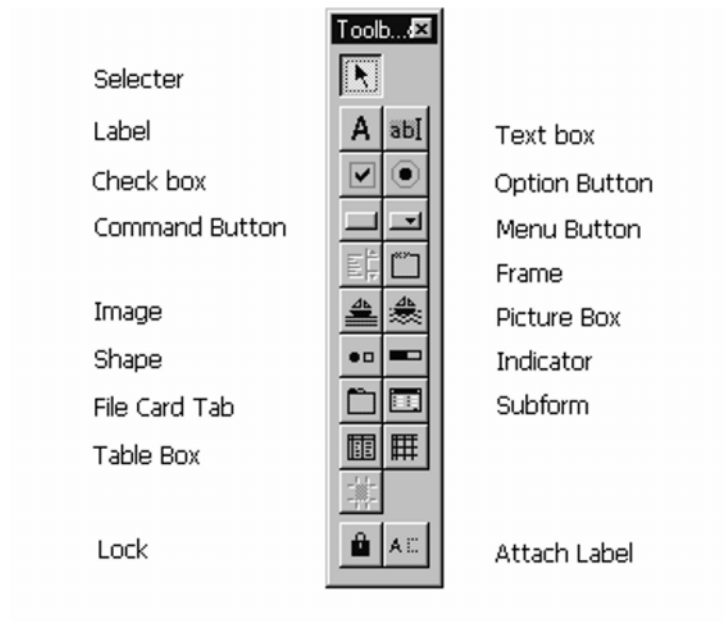 Toolb...
Selecter
A abI
Label
Text box
Check box
Option Button
Command Button
Menu Button
Frame
Image
Picture Box
Shape
Indicator
File Card Tab
Subform
Table Box
Lock
A
Attach Label